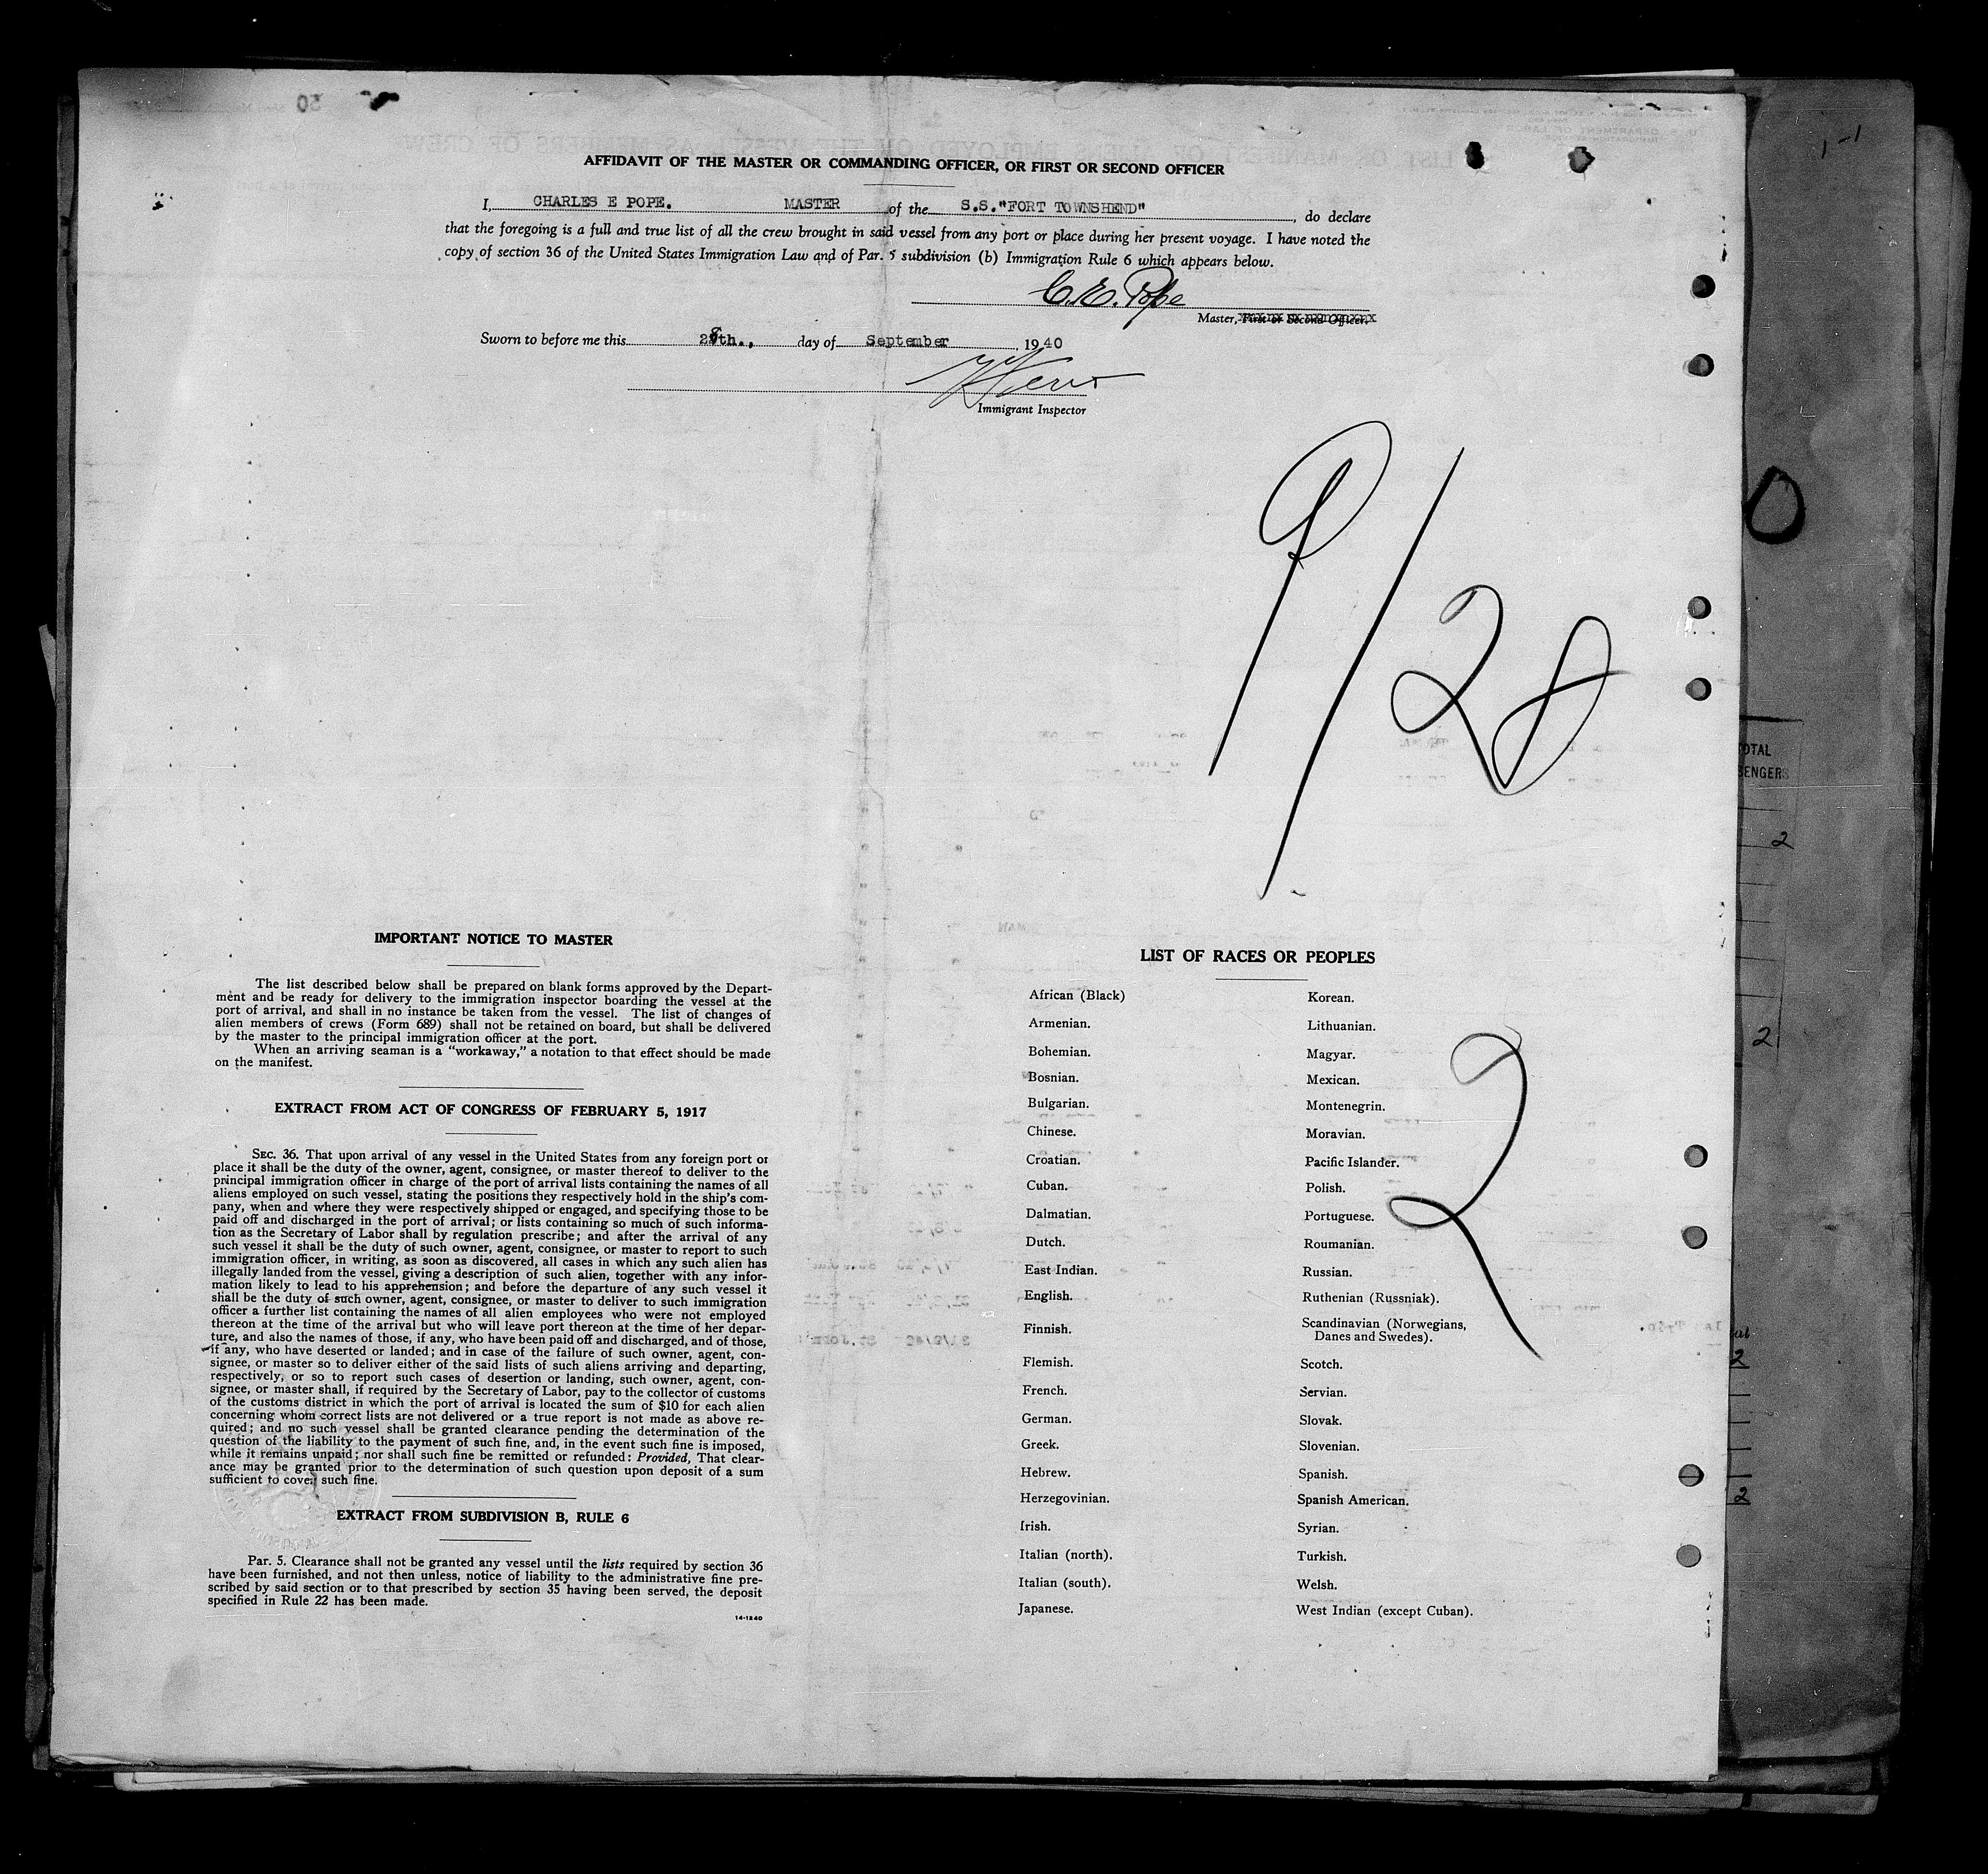 AFFIDAVIT OF THE MASTER OR COMMANDING OFFICER, OR FIRST OR SECOND OFFICER
I, CHARLES E POPE. MASTER of the S.S."FORT TOWNSHEND", do declare
that the foregoing is a full and true list of all the crew brought in said vessel from any port or place during her present voyage. I have noted the
copy of section 36 of the United States Immigration Law and of Par. 5 subdivision (b) Immigration Rule 6 which appears below.
C. E. Pope
Master, First or Second Officer.
Sworn to before me this 28th., day of September, 1940
Immigrant Inspector
9/28
IMPORTANT NOTICE TO MASTER
The list described below shall be prepared on blank forms approved by the Depart-
ment and be ready for delivery to the immigration inspector boarding the vessel at the
port of arrival, and shall in no instance be taken from the vessel. The list of changes of
alien members of crews (Form 689) shall not be retained on board, but shall be delivered
by the master to the principal immigration officer at the port.
When an arriving seaman is a "workaway," a notation to that effect should be made
on the manifest.
EXTRACT FROM ACT OF CONGRESS OF FEBRUARY 5, 1917
SEC. 36. That upon arrival of any vessel in the United States from any foreign port or
place it shall be the duty of the owner, agent, consignee, or master thereof to deliver to the
principal immigration officer in charge of the port of arrival lists containing the names of all
aliens employed on such vessel, stating the positions they respectively hold in the ship's com-
pany, when and where they were respectively shipped or engaged, and specifying those to be
paid off and discharged in the port of arrival; or lists containing so much of such informa-
tion as the Secretary of Labor shall by regulation prescribe; and after the arrival of any
such vessel it shall be the duty of such owner, agent, consignee, or master to report to such
immigration officer, in writing, as soon as discovered, all cases in which any such alien has
illegally landed from the vessel, giving a description of such alien, together with any infor-
mation likely to lead to his apprehension; and before the departure of any such vessel it
shall be the duty of such owner, agent, consignee, or master to deliver to such immigration
officer a further list containing the names of all alien employees who were not employed
thereon at the time of the arrival but who will leave port thereon at the time of her depar-
ture, and also the names of those, if any, who have been paid off and discharged, and of those,
if any, who have deserted or landed; and in case of the failure of such owner, agent, con-
signee, or master so to deliver either of the said lists of such aliens arriving and departing,
respectively, or so to report such cases of desertion or landing, such owner, agent, con-
signee, or master shall, if required by the Secretary of Labor, pay to the collector of customs
of the customs district in which the port of arrival is located the sum of $10 for each alien
concerning whom correct lists are not delivered or a true report is not made as above re-
quired; and no such vessel shall be granted clearance pending the determination of the
question of the liability to the payment of such fine, and, in the event such fine is imposed,
while it remains unpaid; nor shall such fine be remitted or refunded: Provided, That clear-
ance may be granted prior to the determination of such question upon deposit of a sum
sufficient to cover such fine.
EXTRACT FROM SUBDIVISION B, RULE 6
Par. 5. Clearance shall not be granted any vessel until the lists required by section 36
have been furnished, and not then unless, notice of liability to the administrative fine pre-
scribed by said section or to that prescribed by section 35 having been served, the deposit
specified in Rule 22 has been made.
14-1240
LIST OF RACES OR PEOPLES
African (Black)
Armenian.
Bohemian.
Bosnian.
Bulgarian.
Chinese.
Croatian.
Cuban.
Dalmatian.
Dutch.
East Indian.
English.
Finnish.
Flemish.
French.
German.
Greek.
Hebrew.
Herzegovinian.
Irish.
Italian (north).
Italian (south).
Japanese.
Korean.
Lithuanian.
Magyar.
Mexican.
Montenegrin.
Moravian.
Pacific Islander.
Polish.
Portuguese.
Roumanian.
Russian.
Ruthenian (Russniak).
Scandinavian (Norwegians,
Danes and Swedes).
Scotch.
Servian.
Slovak.
Slovenian.
Spanish.
Spanish American.
Syrian.
Turkish.
Welsh.
West Indian (except Cuban).
2
0
TOTAL
SENGERS
2
2
2
2